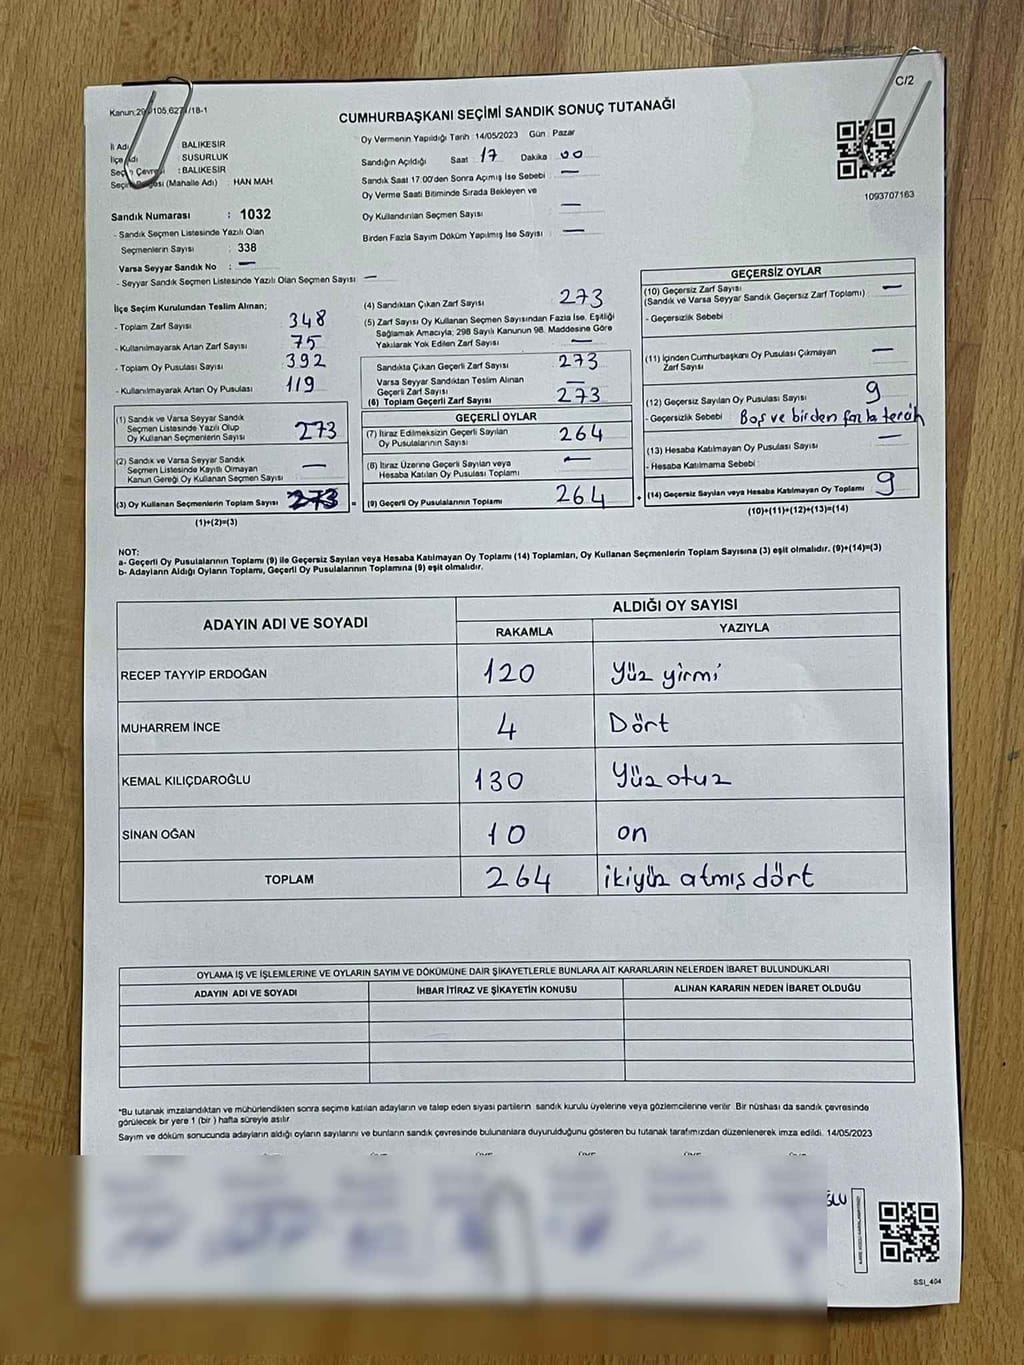 C/2
CUMHURBAŞKANI SEÇİMİ SANDIK SONUÇ TUTANAĞI
İl Adı BALIKESİR
İlçe Adı SUSURLUK
Seçim Çevresi : BALIKESİR
(Mahalle Adı) : HAN MAH
Sandık Numarası : 1032
- Sandık Seçmen Listesinde Yazılı Olan
Seçmenlerin Sayısı : 338
Varsa Seyyar Sandık No : —
- Seyyar Sandık Seçmen Listesinde Yazılı Olan Seçmen Sayısı —
Oy Vermenin Yapıldığı Tarih 14/05/2023 Gün : Pazar
Sandığın Açıldığı Saat 17 Dakika 00
Sandık Saat 17:00'den Sonra Açımış İse Sebebi —
Oy Verme Saati Bitiminde Sırada Bekleyen ve
Oy Kullandırılan Seçmen Sayısı —
Birden Fazla Sayım Döküm Yapılmış İse Sayısı —
1093707163
İlçe Seçim Kurulundan Teslim Alınan;
- Toplam Zarf Sayısı 348
- Kullanılmayarak Artan Zarf Sayısı 75
- Toplam Oy Pusulası Sayısı 392
- Kullanılmayarak Artan Oy Pusulası 119
(1) Sandık ve Varsa Seyyar Sandık
Seçmen Listesinde Yazılı Olup
Oy Kullanan Seçmenlerin Sayısı 273
(2) Sandık ve Varsa Seyyar Sandık
Seçmen Listesinde Kayıtlı Olmayan
Kanun Gereği Oy Kullanan Seçmen Sayısı —
(3) Oy Kullanan Seçmenlerin Toplam Sayısı 273
(1)+(2)=(3)
(4) Sandıktan Çıkan Zarf Sayısı 273
(5) Zarf Sayısı Oy Kullanan Seçmen Sayısından Fazla İse, Eşitliği
Sağlamak Amacıyla; 298 Sayılı Kanunun 98. Maddesine Göre
Yakılarak Yok Edilen Zarf Sayısı —
Sandıkta Çıkan Geçerli Zarf Sayısı 273
Varsa Seyyar Sandıktan Teslim Alınan
Geçerli Zarf Sayısı —
(6) Toplam Geçerli Zarf Sayısı 273
GEÇERLİ OYLAR
(7) İtiraz Edilmeksizin Geçerli Sayılan
Oy Pusulalarının Sayısı 264
(8) İtiraz Üzerine Geçerli Sayılan veya
Hesaba Katılan Oy Pusulası Toplamı —
= (9) Geçerli Oy Pusulalarının Toplamı 264
GEÇERSİZ OYLAR
(10) Geçersiz Zarf Sayısı —
(Sandık ve Varsa Seyyar Sandık Geçersiz Zarf Toplamı) :
- Geçersizlik Sebebi :
(11) İçinden Cumhurbaşkanı Oy Pusulası Çıkmayan
Zarf Sayısı —
(12) Geçersiz Sayılan Oy Pusulası Sayısı 9
- Geçersizlik Sebebi Boş ve birden fazla tercih
(13) Hesaba Katılmayan Oy Pusulası Sayısı —
- Hesaba Katılmama Sebebi
+ (14) Geçersiz Sayılan veya Hesaba Katılmayan Oy Toplamı 9
(10)+(11)+(12)+(13)=(14)
NOT:
a- Geçerli Oy Pusulalarının Toplamı (9) ile Geçersiz Sayılan veya Hesaba Katılmayan Oy Toplamı (14) Toplamları, Oy Kullanan Seçmenlerin Toplam Sayısına (3) eşit olmalıdır. (9)+(14)=(3)
b- Adayların Aldığı Oyların Toplamı, Geçerli Oy Pusulalarının Toplamına (9) eşit olmalıdır.
ADAYIN ADI VE SOYADI ALDIĞI OY SAYISI
RAKAMLA YAZIYLA
RECEP TAYYİP ERDOĞAN 120 Yüz yirmi
MUHARREM İNCE 4 Dört
KEMAL KILIÇDAROĞLU 130 Yüz otuz
SİNAN OĞAN 10 on
TOPLAM 264 ikiyüz atmış dört
OYLAMA İŞ VE İŞLEMLERİNE VE OYLARIN SAYIM VE DÖKÜMÜNE DAİR ŞİKAYETLERLE BUNLARA AİT KARARLARIN NELERDEN İBARET BULUNDUKLARI
ADAYIN ADI VE SOYADI İHBAR İTİRAZ VE ŞİKAYETİN KONUSU ALINAN KARARIN NEDEN İBARET OLDUĞU
*Bu tutanak imzalandıktan ve mühürlendikten sonra seçime katılan adayların ve talep eden siyasi partilerin sandık kurulu üyelerine veya gözlemcilerine verilir. Bir nüshası da sandık çevresinde
görülecek bir yere 1 (bir ) hafta süreyle asılır.
Sayım ve döküm sonucunda adayların aldığı oyların sayılarını ve bunların sandık çevresinde bulunanlara duyurulduğunu gösteren bu tutanak tarafımızdan düzenlenerek imza edildi. 14/05/2023
SSI_404